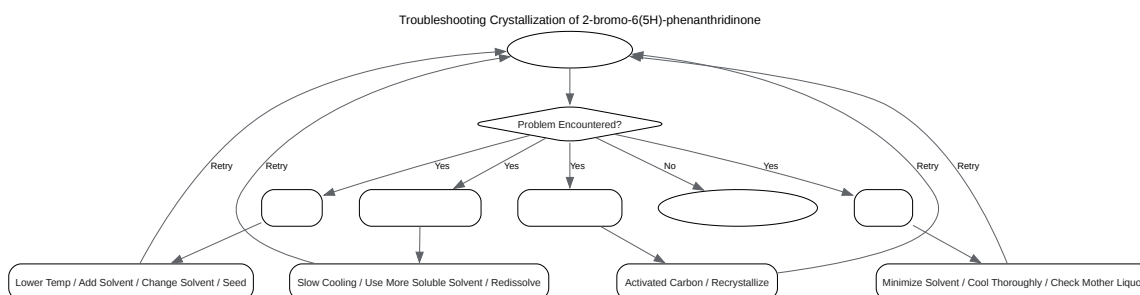 Troubleshooting Crystallization of 2-bromo-6(5H)-phenanthridinone
Problem Encountered?
Retry
Retry
Yes
Yes
Yes
No
Yes
Retry
Retry
Lower Temp / Add Solvent / Change Solvent / Seed
Slow Cooling / Use More Soluble Solvent / Redissolve
Activated Carbon / Recrystallize
Minimize Solvent / Cool Thoroughly / Check Mother